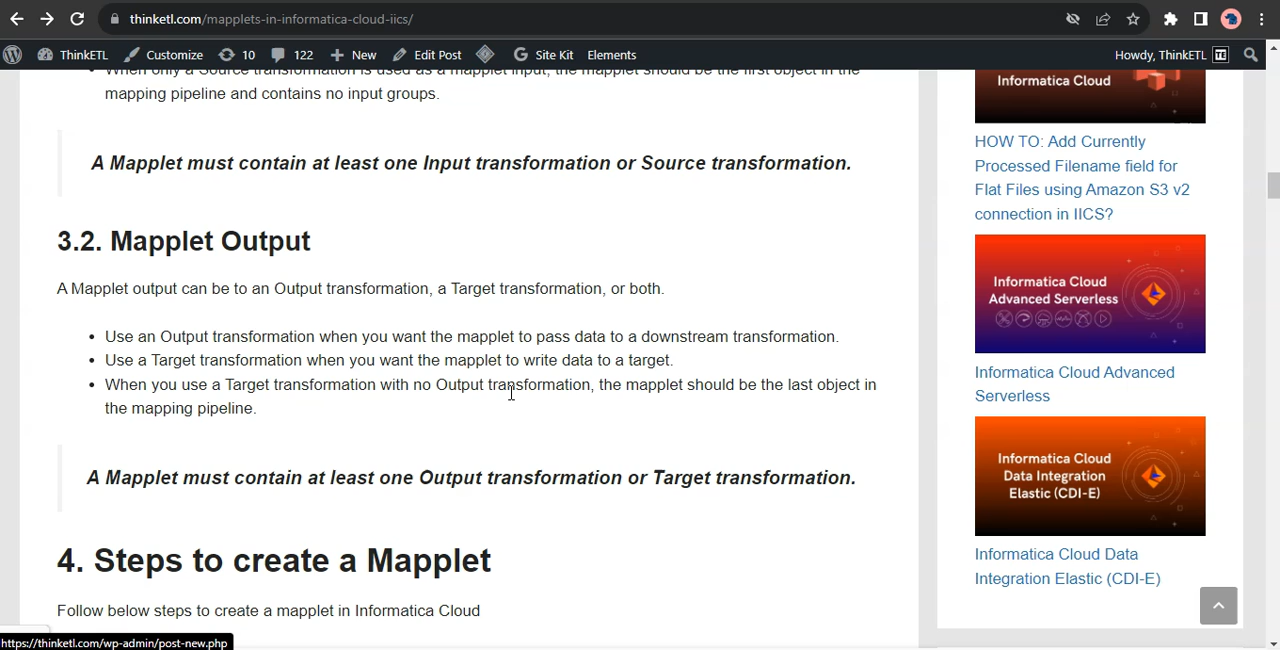 thinketl.com/mapplets-in-informatica-cloud-iics/
ThinkETL Customize 10 122 New Edit Post Site Kit Elements Howdy, ThinkETL
When only a Source transformation is used as a mapplet input, the mapplet should be the first object in the
mapping pipeline and contains no input groups.
A Mapplet must contain at least one Input transformation or Source transformation.
3.2. Mapplet Output
A Mapplet output can be to an Output transformation, a Target transformation, or both.
• Use an Output transformation when you want the mapplet to pass data to a downstream transformation.
• Use a Target transformation when you want the mapplet to write data to a target.
• When you use a Target transformation with no Output transformation, the mapplet should be the last object in
the mapping pipeline.
A Mapplet must contain at least one Output transformation or Target transformation.
4. Steps to create a Mapplet
Follow below steps to create a mapplet in Informatica Cloud
Informatica Cloud
HOW TO: Add Currently
Processed Filename field for
Flat Files using Amazon S3 v2
connection in IICS?
Informatica Cloud
Advanced Serverless
Informatica Cloud Advanced
Serverless
Informatica Cloud
Data Integration
Elastic (CDI-E)
Informatica Cloud Data
Integration Elastic (CDI-E)
https://thinketl.com/wp-admin/post-new.php